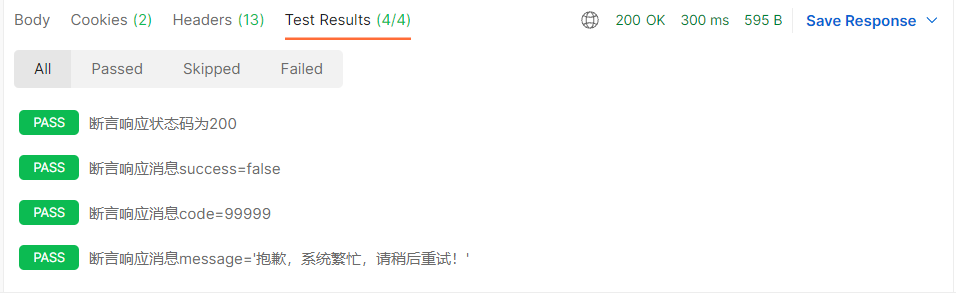 Body Cookies (2) Headers (13) Test Results (4/4) 200 OK 300 ms 595 B Save Response
All Passed Skipped Failed
PASS 断言响应状态码为200
PASS 断言响应消息success=false
PASS 断言响应消息code=99999
PASS 断言响应消息message='抱歉，系统繁忙，请稍后重试！'